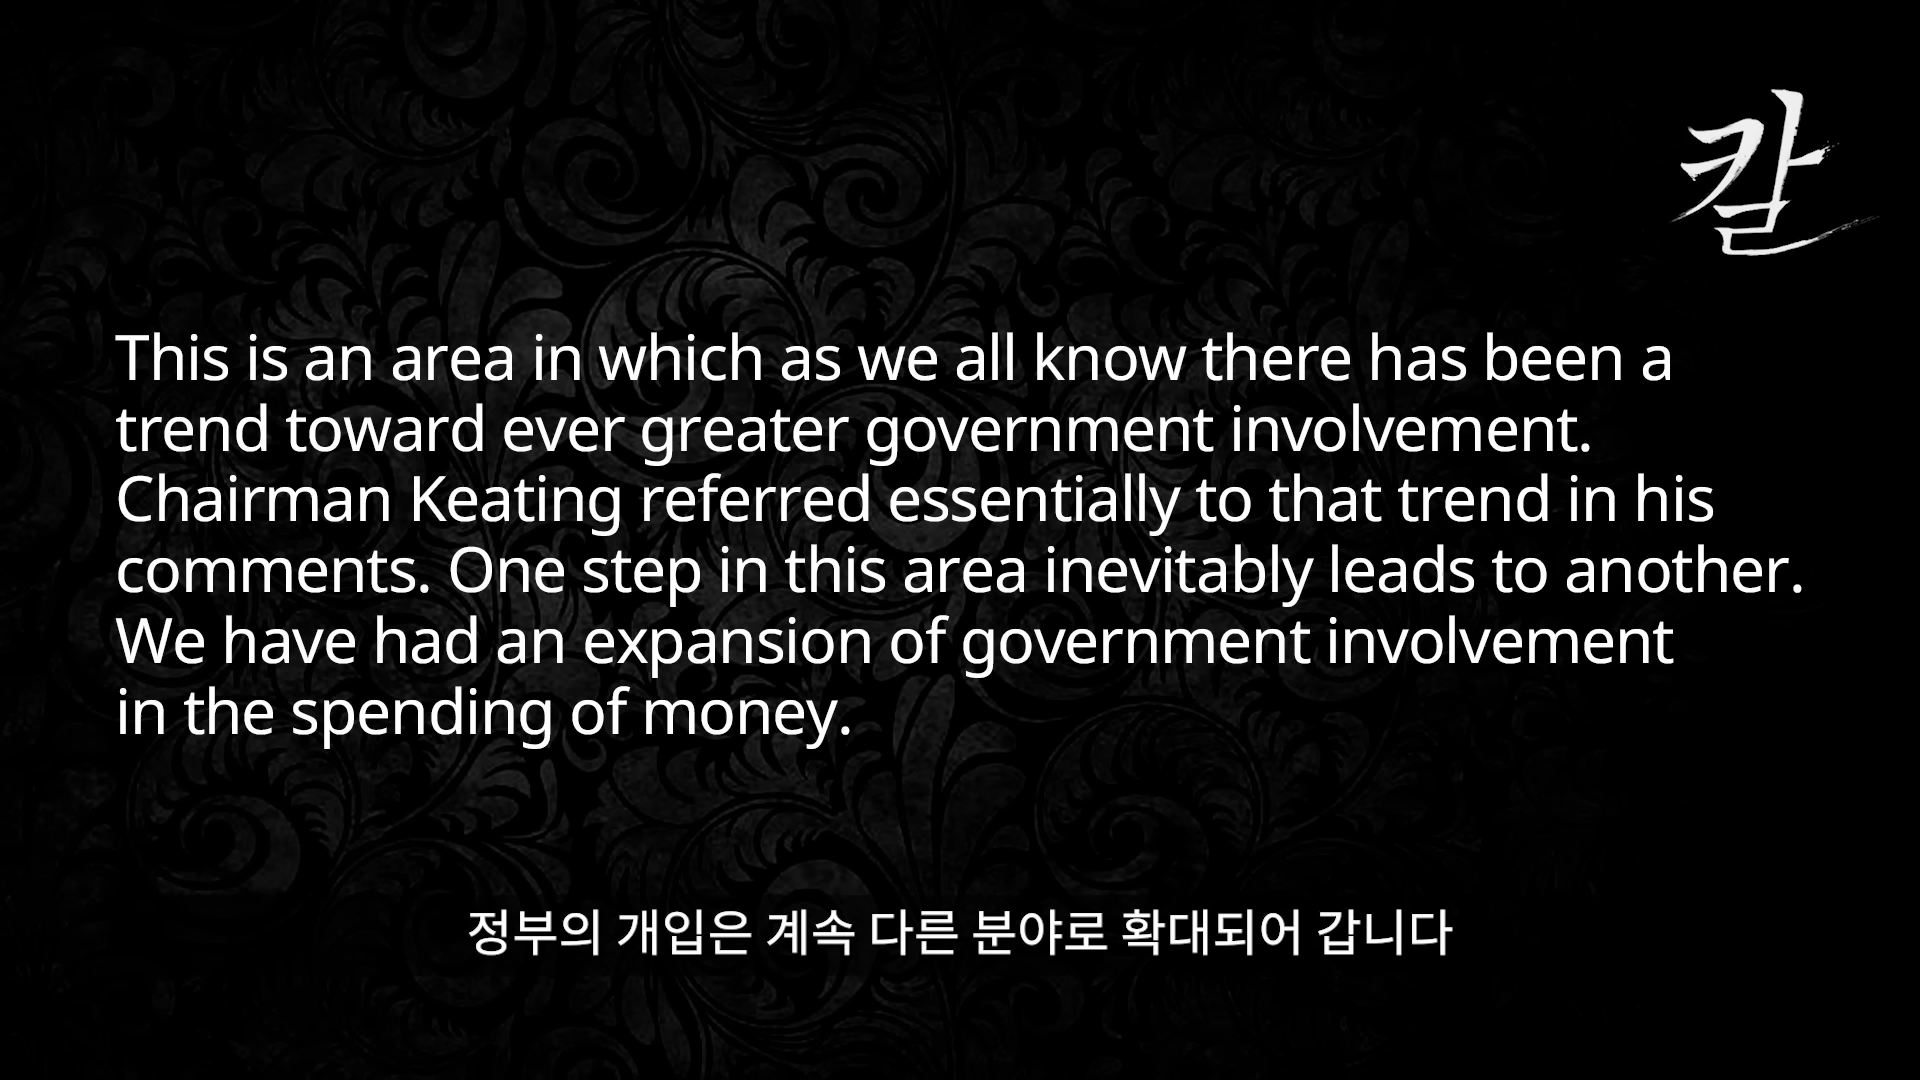 칼
This is an area in which as we all know there has been a
trend toward ever greater government involvement.
Chairman Keating referred essentially to that trend in his
comments. One step in this area inevitably leads to another.
We have had an expansion of government involvement
in the spending of money.
정부의 개입은 계속 다른 분야로 확대되어 갑니다